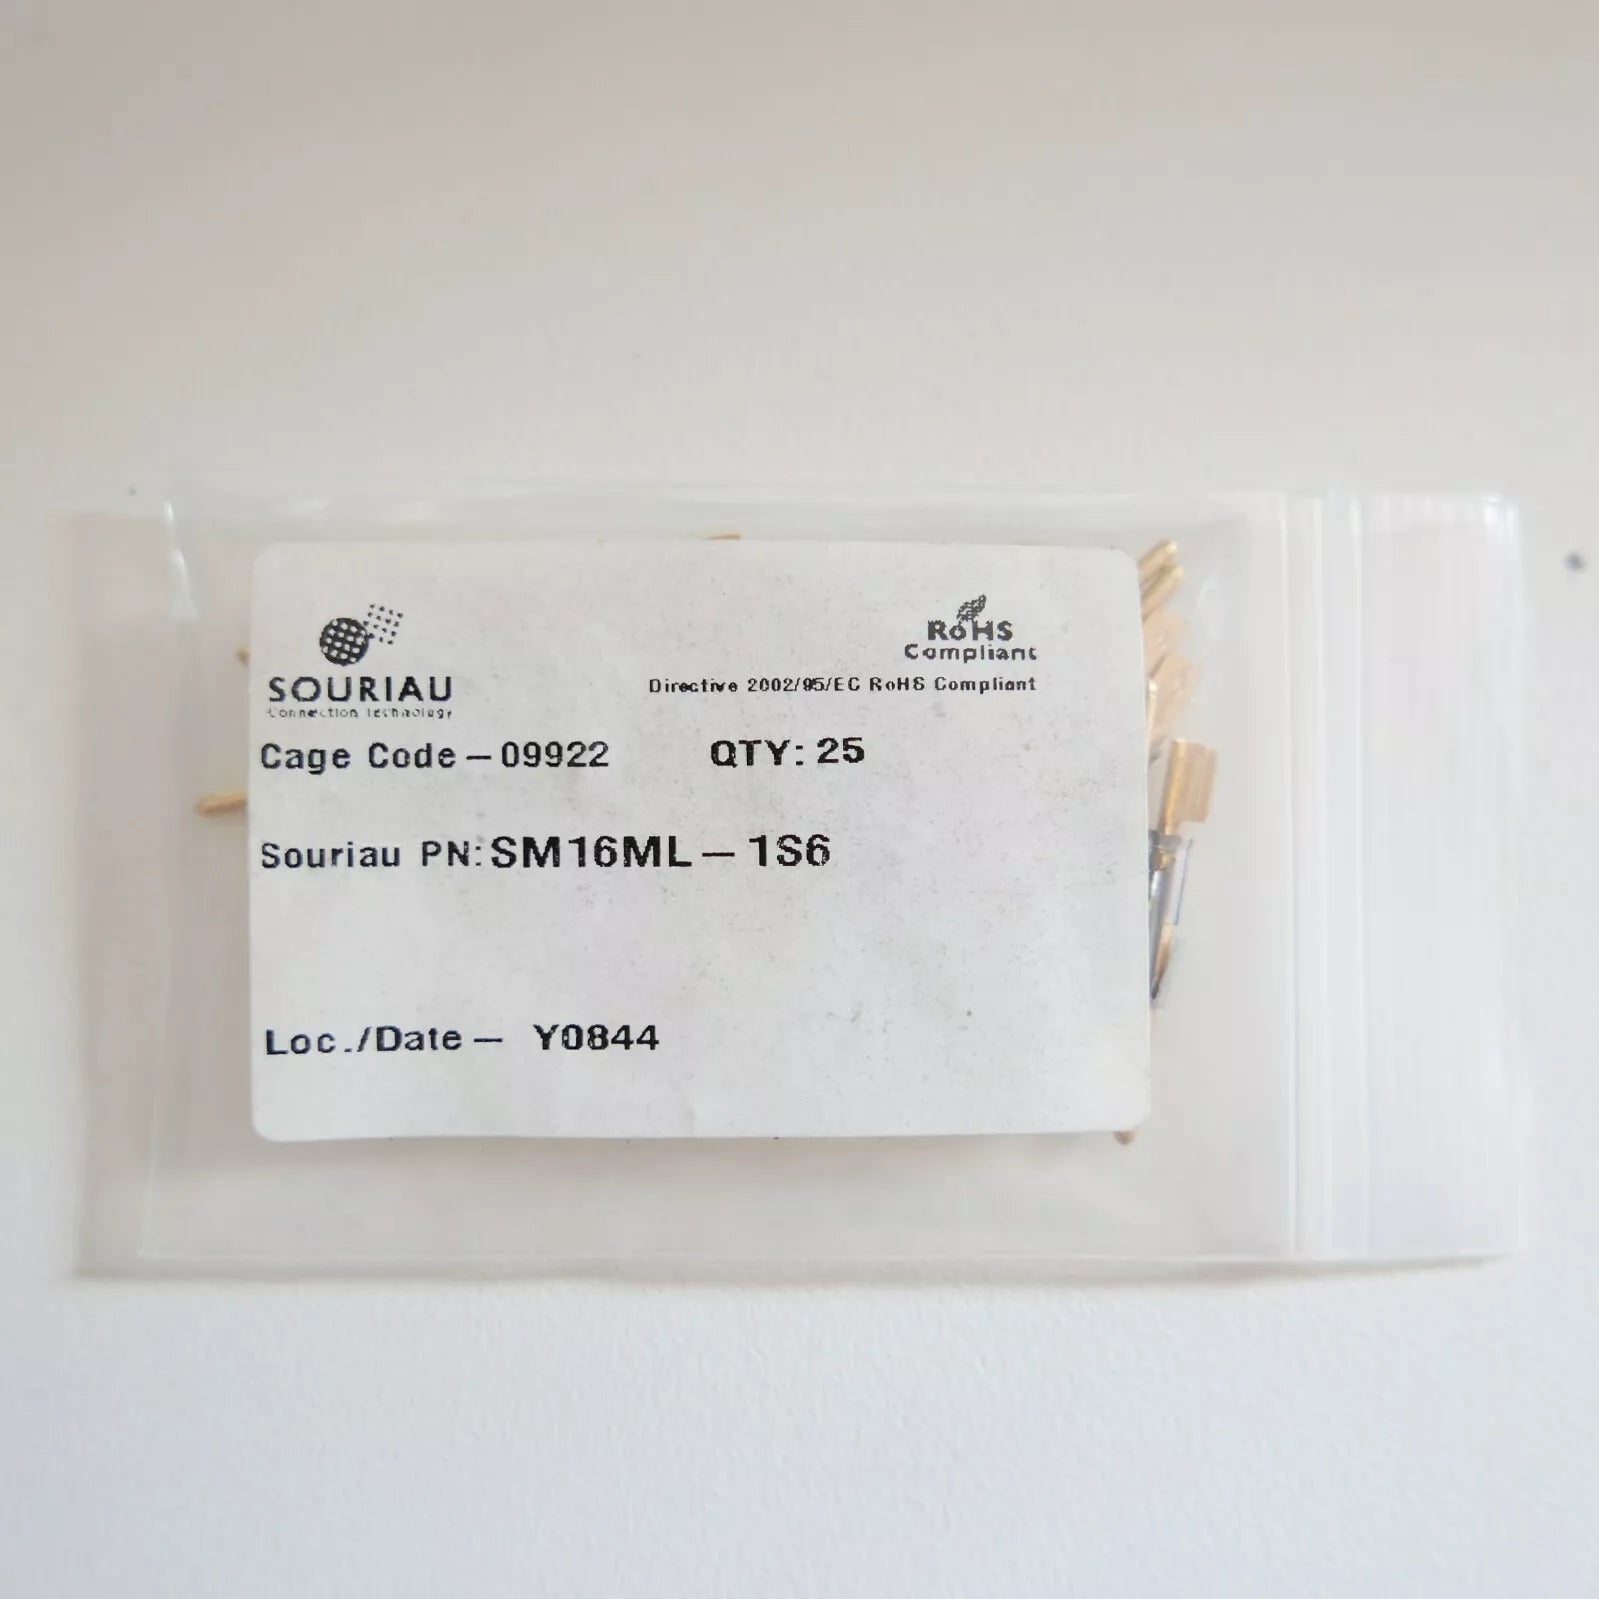 RoHS
Compliant
SOURIAU
Connection Technology
Directive 2002/95/EC RoHS Compliant
Cage Code – 09922 QTY: 25
Souriau PN: SM16ML – 1S6
Loc./Date – Y0844